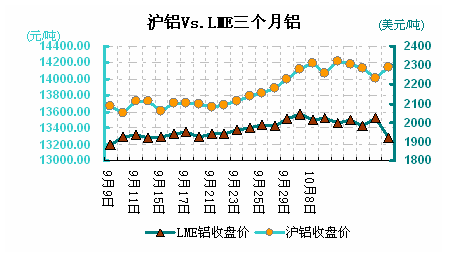 沪铝Vs.LME三个月铝
(元/吨)
(美元/吨)
14400.00
14200.00
14000.00
13800.00
13600.00
13400.00
13200.00
13000.00
2400
2300
2200
2100
2000
1900
1800
9月9日
9月11日
9月15日
9月17日
9月21日
9月23日
9月25日
9月29日
10月8日
LME铝收盘价
沪铝收盘价